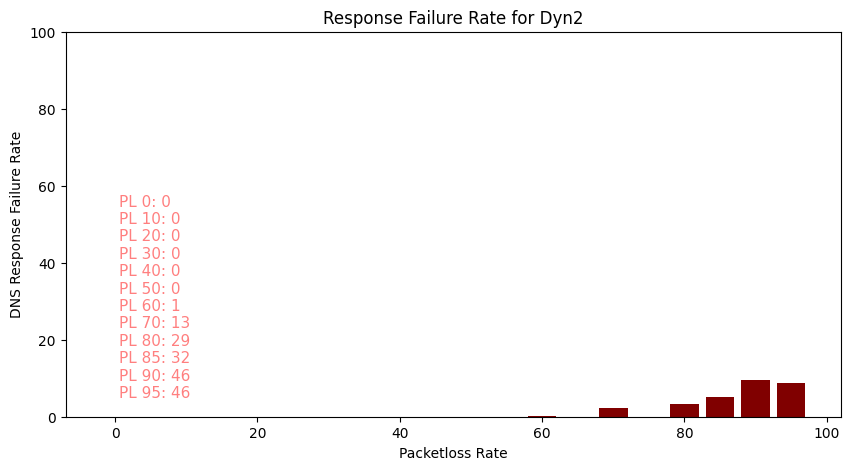 Response Failure Rate for Dyn2
100
80
60
40
20
0
DNS Response Failure Rate
PL 0: 0
PL 10: 0
PL 20: 0
PL 30: 0
PL 40: 0
PL 50: 0
PL 60: 1
PL 70: 13
PL 80: 29
PL 85: 32
PL 90: 46
PL 95: 46
0 20 40 60 80 100
Packetloss Rate